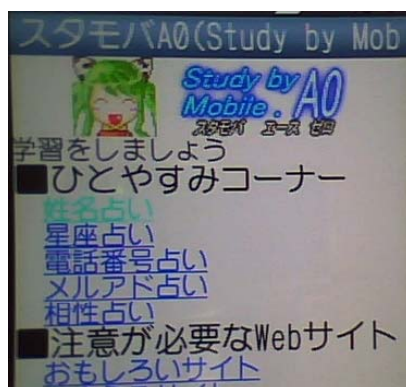 スタモバA0(Study by Mob
Study by
Mobile. A0
スタモバ エース ゼロ
学習をしましょう
■ひとやすみコーナー
姓名占い
星座占い
電話番号占い
メルアド占い
相性占い
■注意が必要なWebサイト
おもしろいサイト